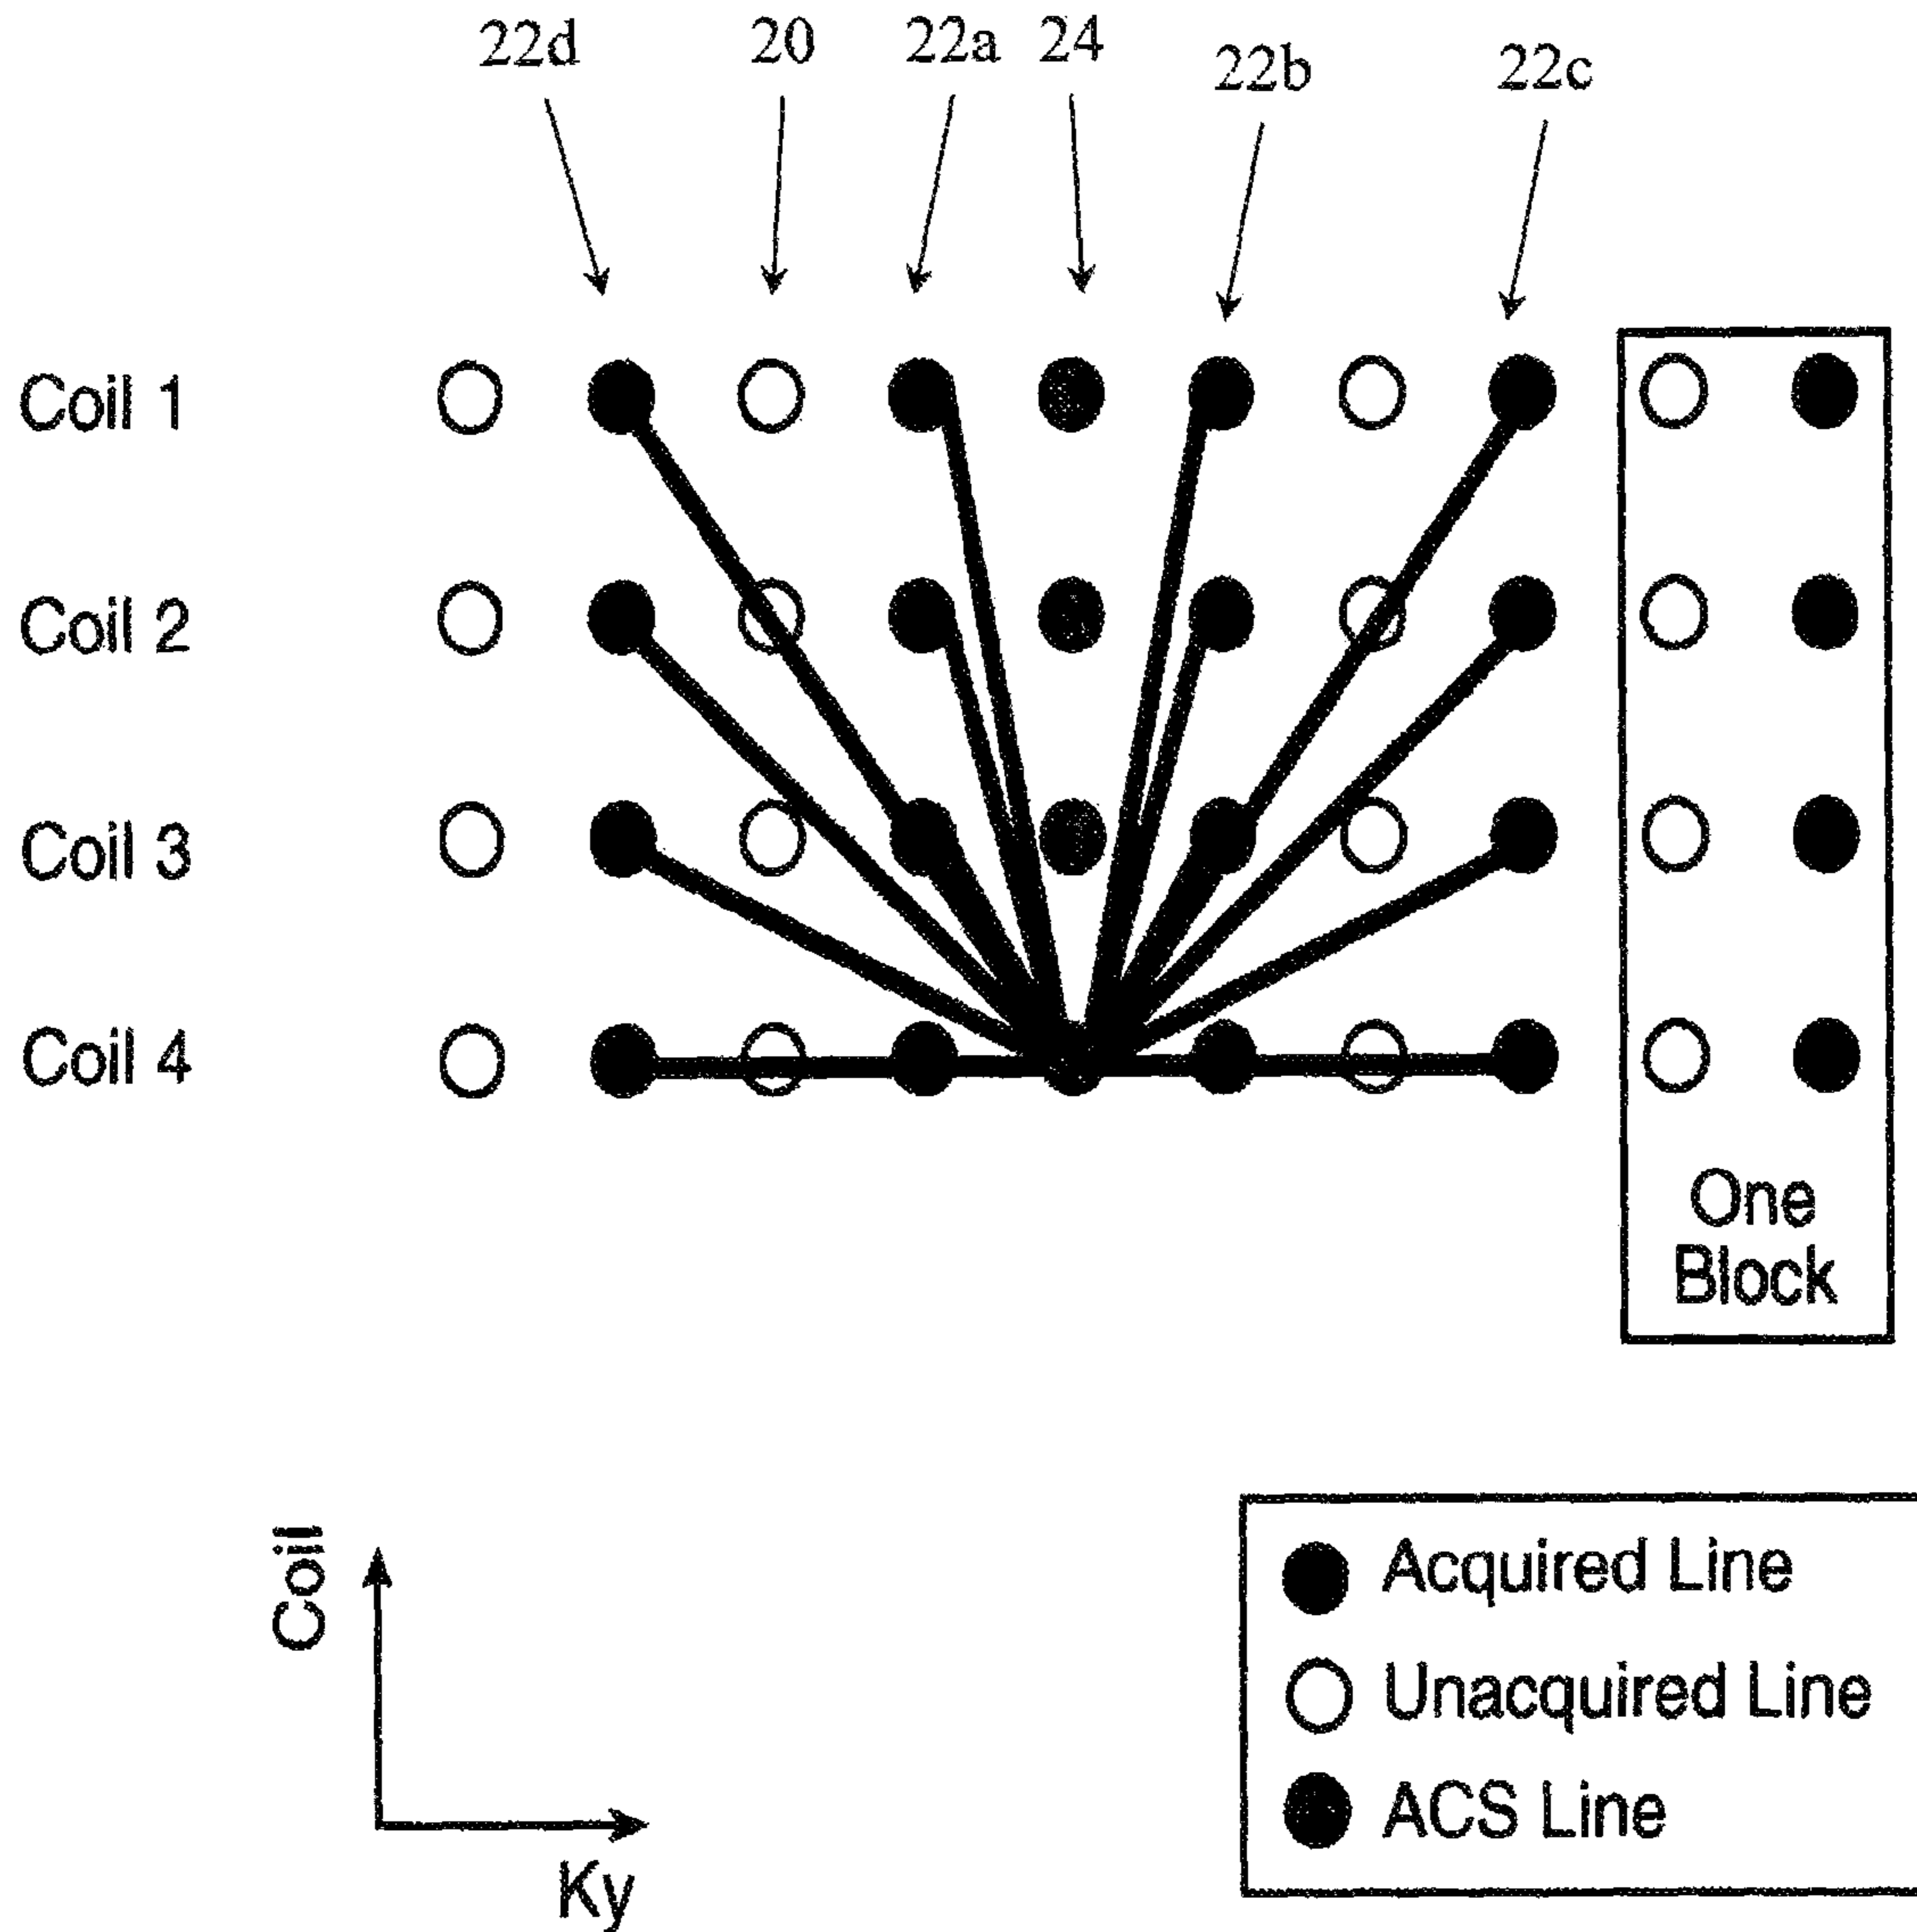 22d 20 22a 24 22b 22c
Coil 1
Coil 2
Coil 3
Coil 4
One
Block
Coil
Ky
Acquired Line
Unacquired Line
ACS Line